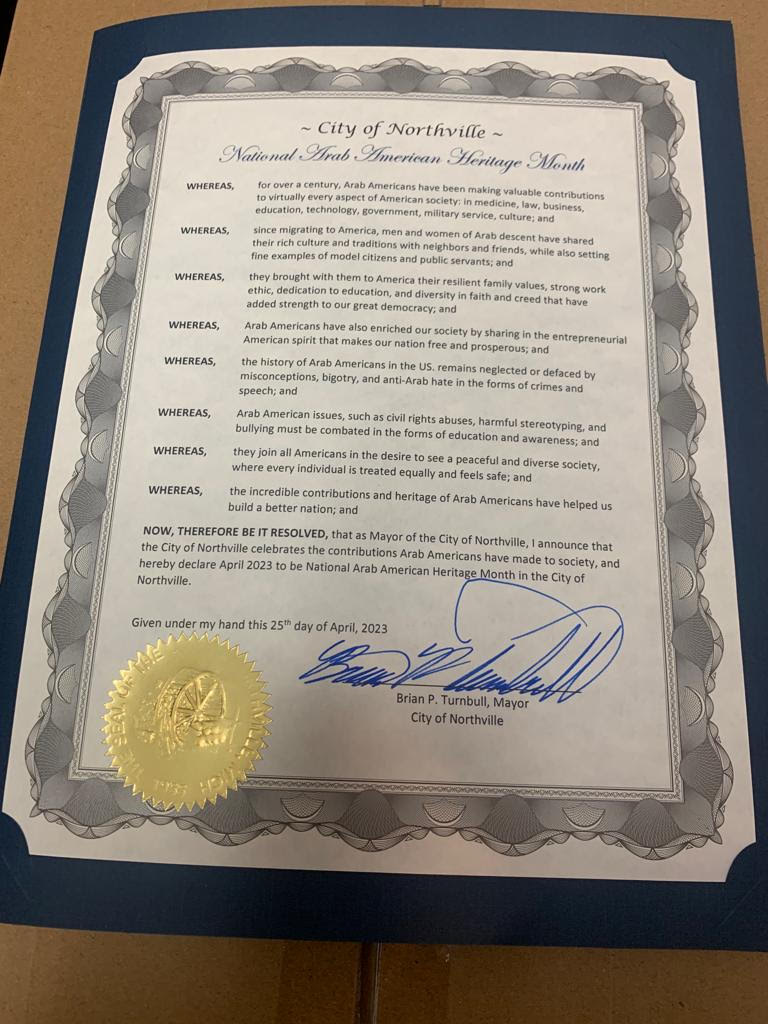 ~ City of Northville ~
National Arab American Heritage Month
WHEREAS, for over a century, Arab Americans have been making valuable contributions
to virtually every aspect of American society: in medicine, law, business,
education, technology, government, military service, culture; and
WHEREAS, since migrating to America, men and women of Arab descent have shared
their rich culture and traditions with neighbors and friends, while also setting
fine examples of model citizens and public servants; and
WHEREAS, they brought with them to America their resilient family values, strong work
ethic, dedication to education, and diversity in faith and creed that have
added strength to our great democracy; and
WHEREAS, Arab Americans have also enriched our society by sharing in the entrepreneurial
American spirit that makes our nation free and prosperous; and
WHEREAS, the history of Arab Americans in the US. remains neglected or defaced by
misconceptions, bigotry, and anti-Arab hate in the forms of crimes and
speech; and
WHEREAS, Arab American issues, such as civil rights abuses, harmful stereotyping, and
bullying must be combated in the forms of education and awareness; and
WHEREAS, they join all Americans in the desire to see a peaceful and diverse society,
where every individual is treated equally and feels safe; and
WHEREAS, the incredible contributions and heritage of Arab Americans have helped us
build a better nation; and
NOW, THEREFORE BE IT RESOLVED, that as Mayor of the City of Northville, I announce that
the City of Northville celebrates the contributions Arab Americans have made to society, and
hereby declare April 2023 to be National Arab American Heritage Month in the City of
Northville.
Given under my hand this 25th day of April, 2023
Brian P. Turnbull, Mayor
City of Northville
SEAL OF THE